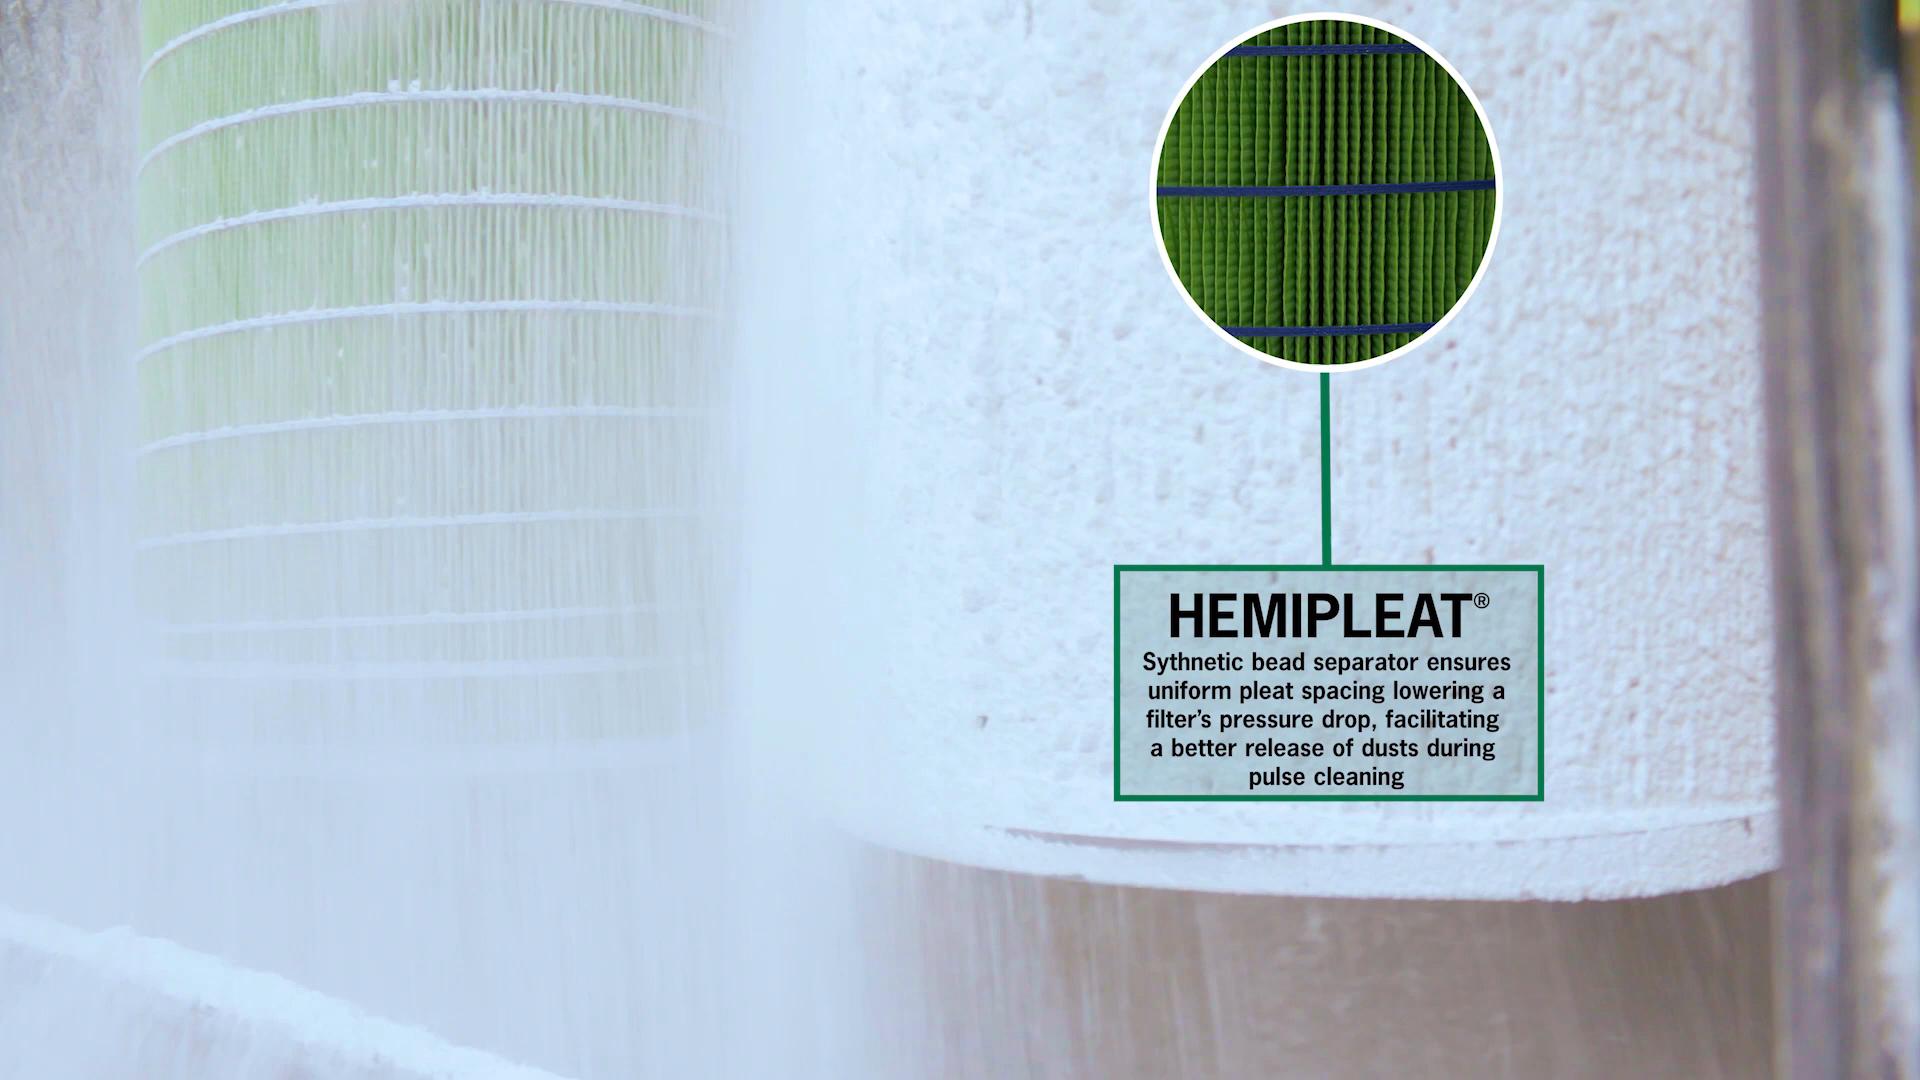 HEMIPLEAT®
Sythnetic bead separator ensures
uniform pleat spacing lowering a
filter's pressure drop, facilitating
a better release of dusts during
pulse cleaning